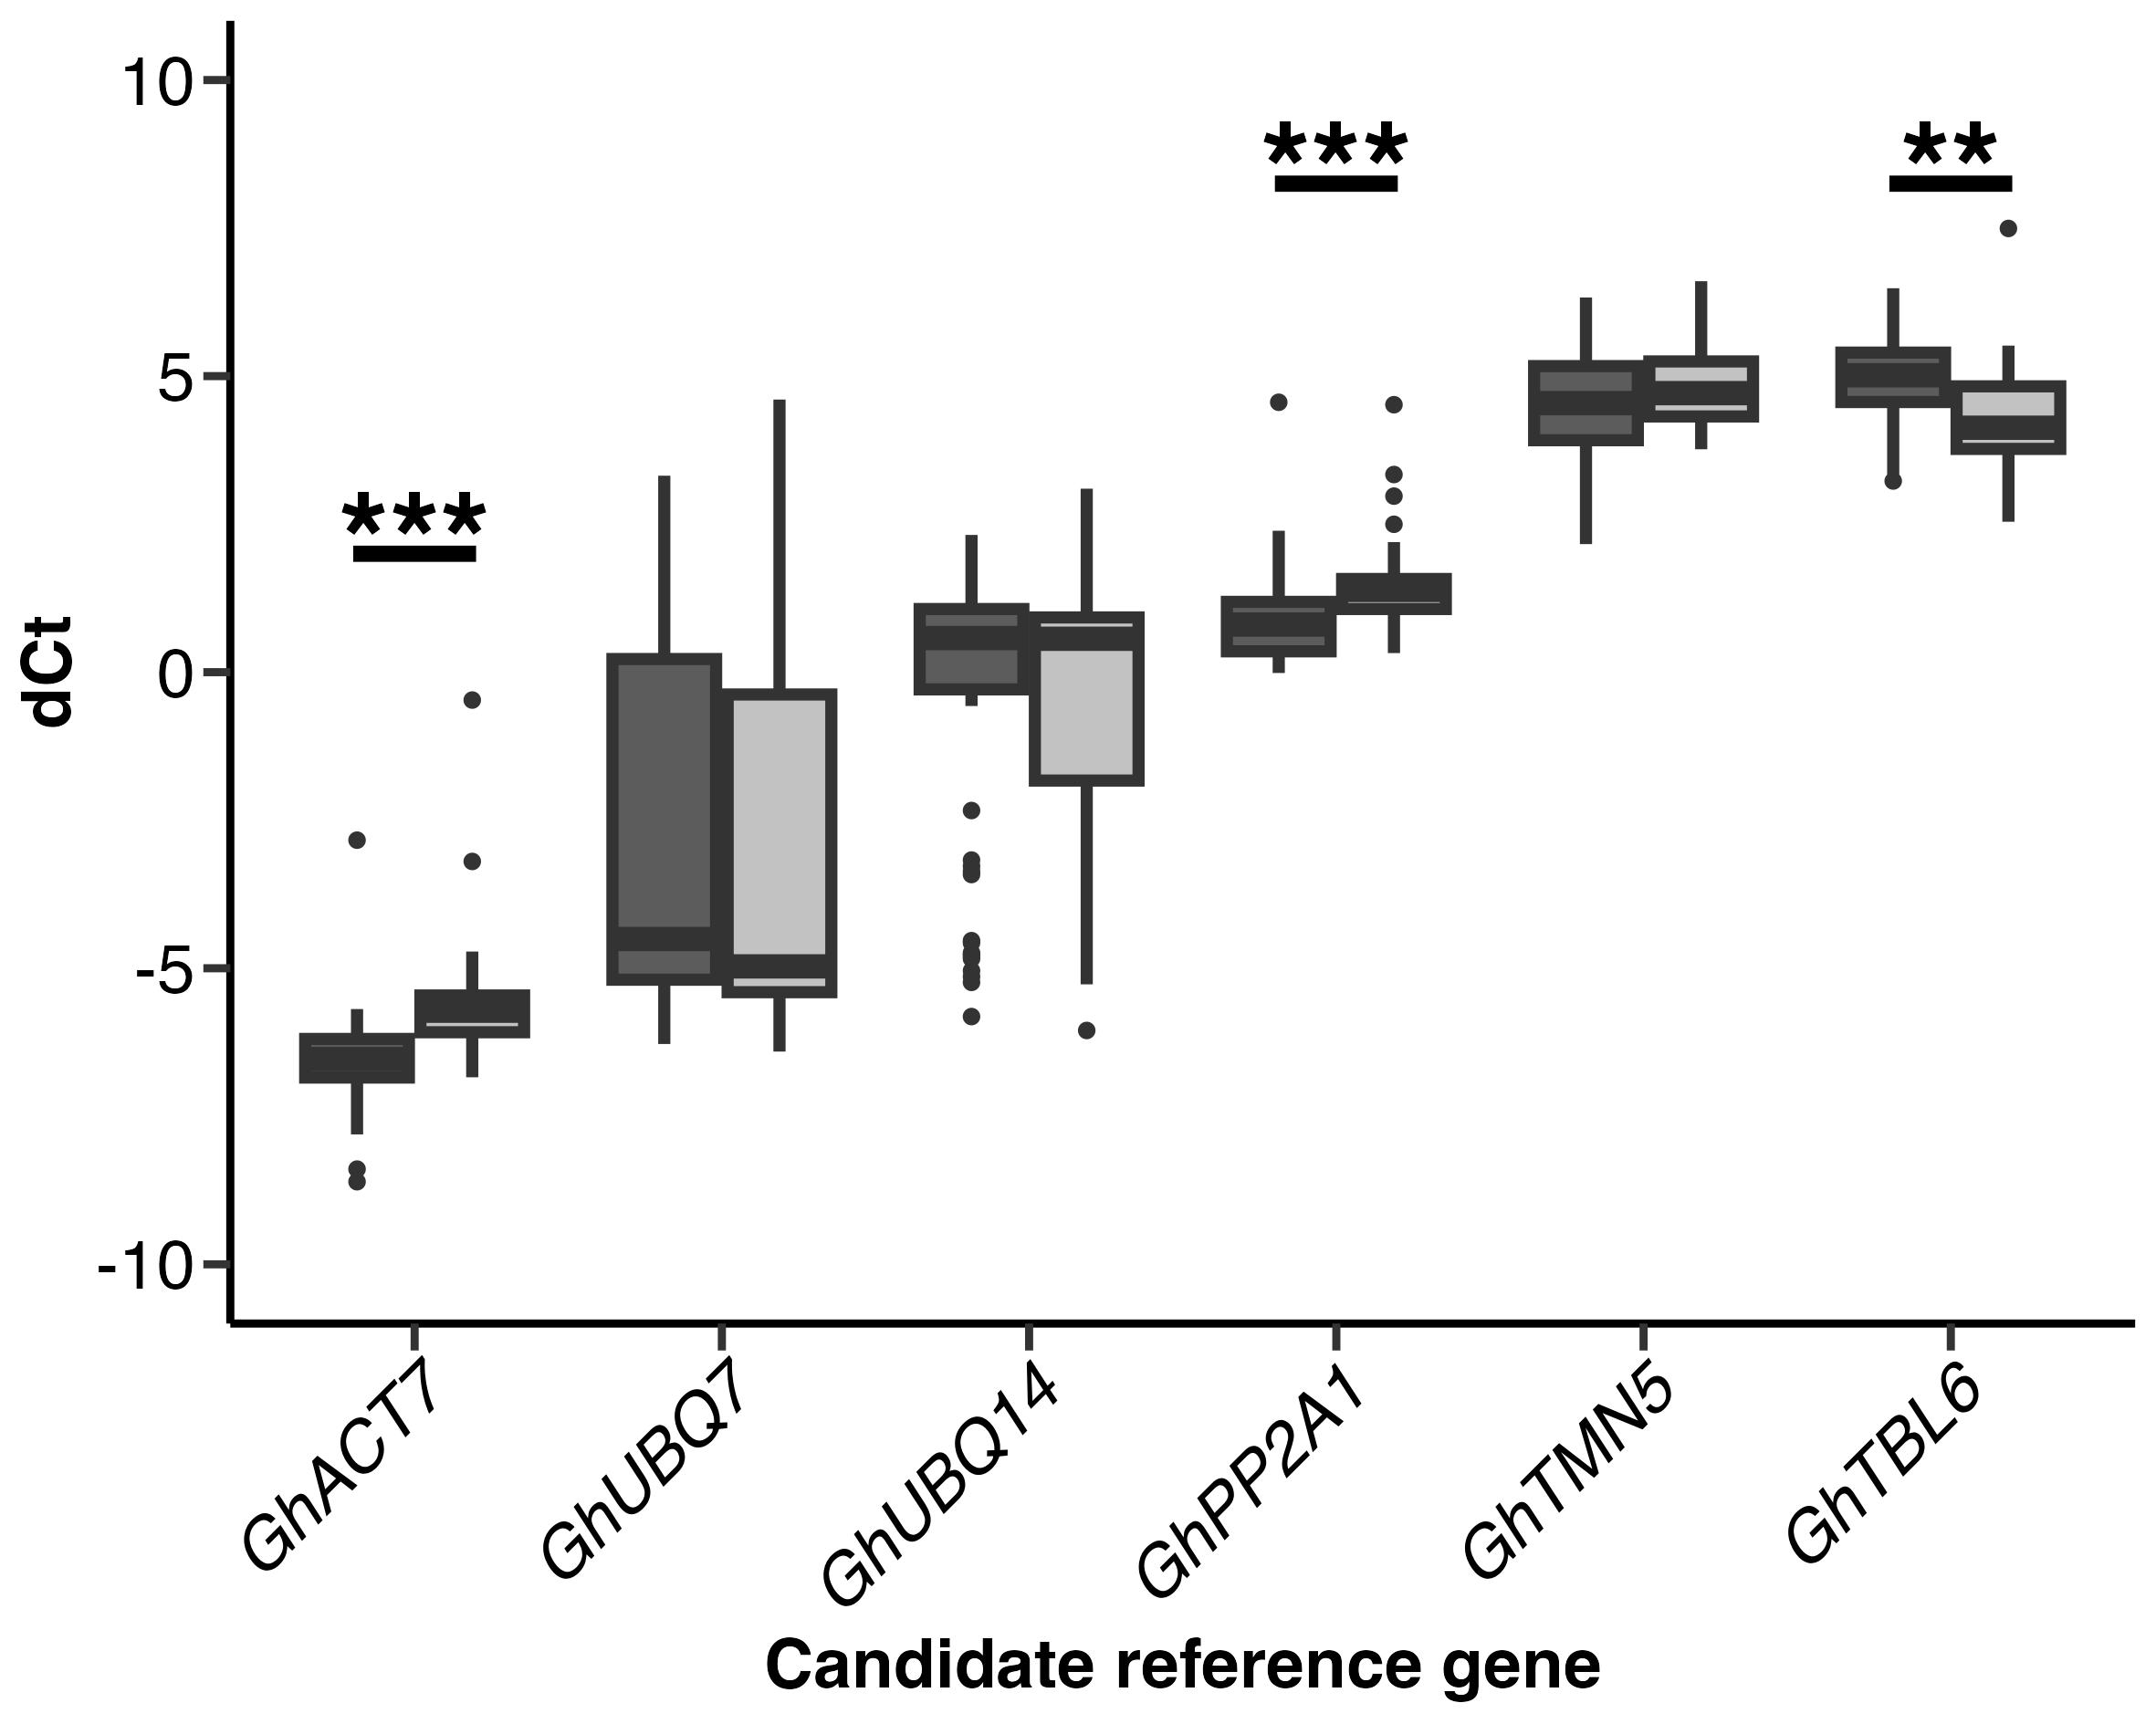 10
5
0
-5
-10
dCt
***
***
**
GhACT7
GhUBQ7
GhUBQ14
GhPP2A1
GhTMN5
GhTBL6
Candidate reference gene